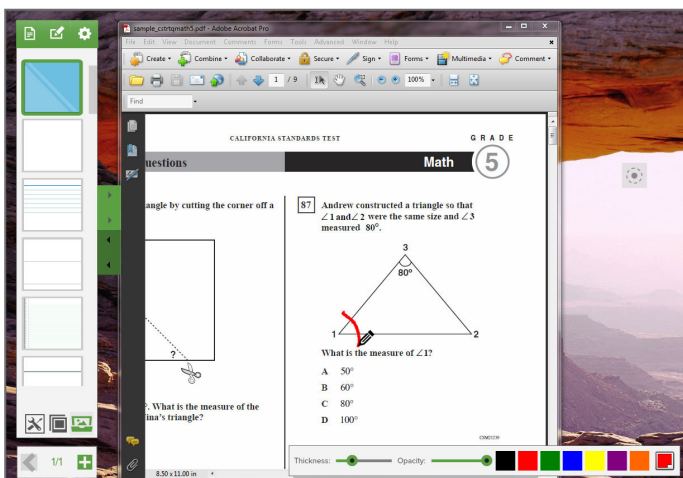 sample_cstrtqmath5.pdf - Adobe Acrobat Pro
File Edit View Document Comments Forms Tools Advanced Window Help
Create Combine Collaborate Secure Sign Forms Multimedia Comment
1 / 9 100%
Find
CALIFORNIA STANDARDS TEST
GRADE
uestions Math 5
angle by cutting the corner off a
?
°. What is the measure of the
ina's triangle?
87 Andrew constructed a triangle so that
∠1and∠2 were the same size and ∠3
measured 80°.
3
80°
1 2
What is the measure of ∠1?
A 50°
B 60°
C 80°
D 100°
8.50 x 11.00 in
1/1
Thickness: Opacity: